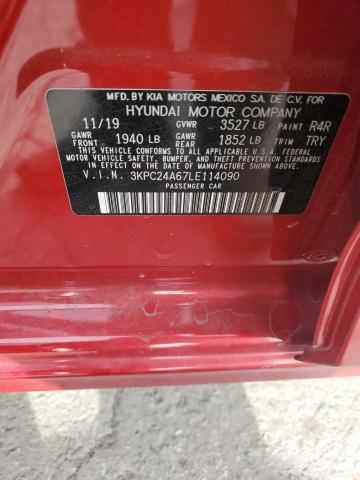 MFD. BY KIA MOTORS MEXICO S.A. DE C.V. FOR
HYUNDAI MOTOR COMPANY
11/19 GVWR 3527 LB PAINT R4R
GAWR FRONT 1940 LB GAWR REAR 1852 LB TRIM TRY
THIS VEHICLE CONFORMS TO ALL APPLICABLE U.S.A. FEDERAL
MOTOR VEHICLE SAFETY, BUMPER, AND THEFT PREVENTION STANDARDS
IN EFFECT ON THE DATE OF MANUFACTURE SHOWN ABOVE.
V.I.N. 3KPC24A67LE114090
PASSENGER CAR